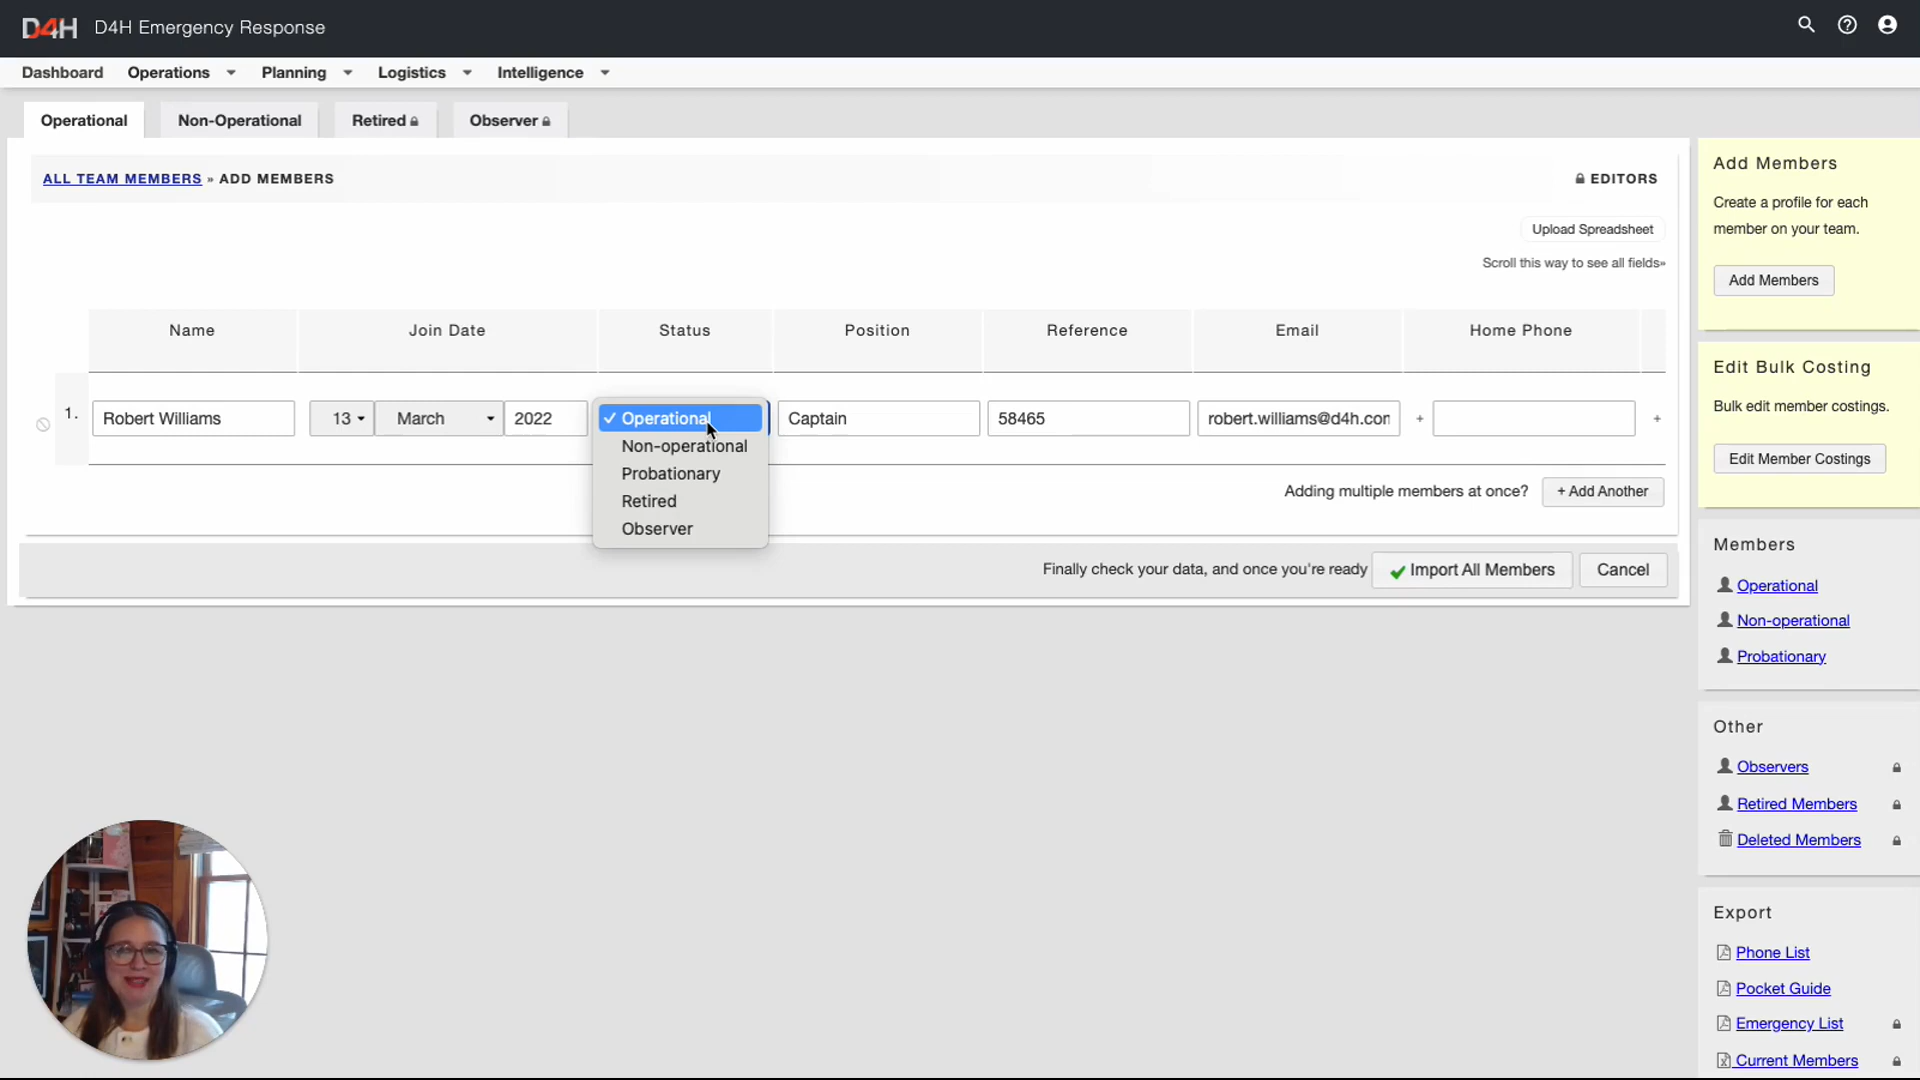 D4H D4H Emergency Response
Dashboard Operations Planning Logistics Intelligence
Operational Non-Operational Retired Observer
ALL TEAM MEMBERS » ADD MEMBERS
EDITORS
Upload Spreadsheet
Scroll this way to see all fields»
Name Join Date Status Position Reference Email Home Phone
1. Robert Williams 13 March 2022 ✓ Operational Captain 58465 robert.williams@d4h.con + +
Non-operational
Probationary
Retired
Observer
Adding multiple members at once? + Add Another
Finally check your data, and once you're ready Import All Members Cancel
Add Members
Create a profile for each
member on your team.
Add Members
Edit Bulk Costing
Bulk edit member costings.
Edit Member Costings
Members
Operational
Non-operational
Probationary
Other
Observers
Retired Members
Deleted Members
Export
Phone List
Pocket Guide
Emergency List
Current Members